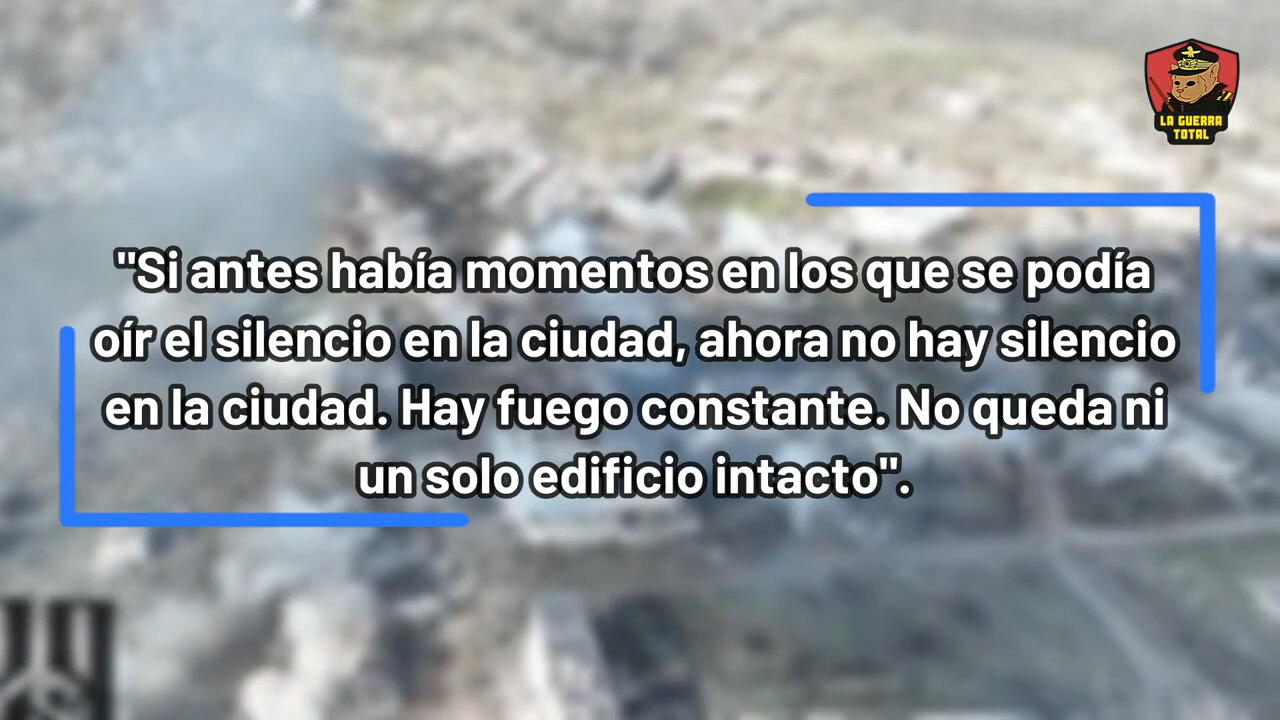 LA GUERRA
TOTAL
"Si antes había momentos en los que se podía
oír el silencio en la ciudad, ahora no hay silencio
en la ciudad. Hay fuego constante. No queda ni
un solo edificio intacto".